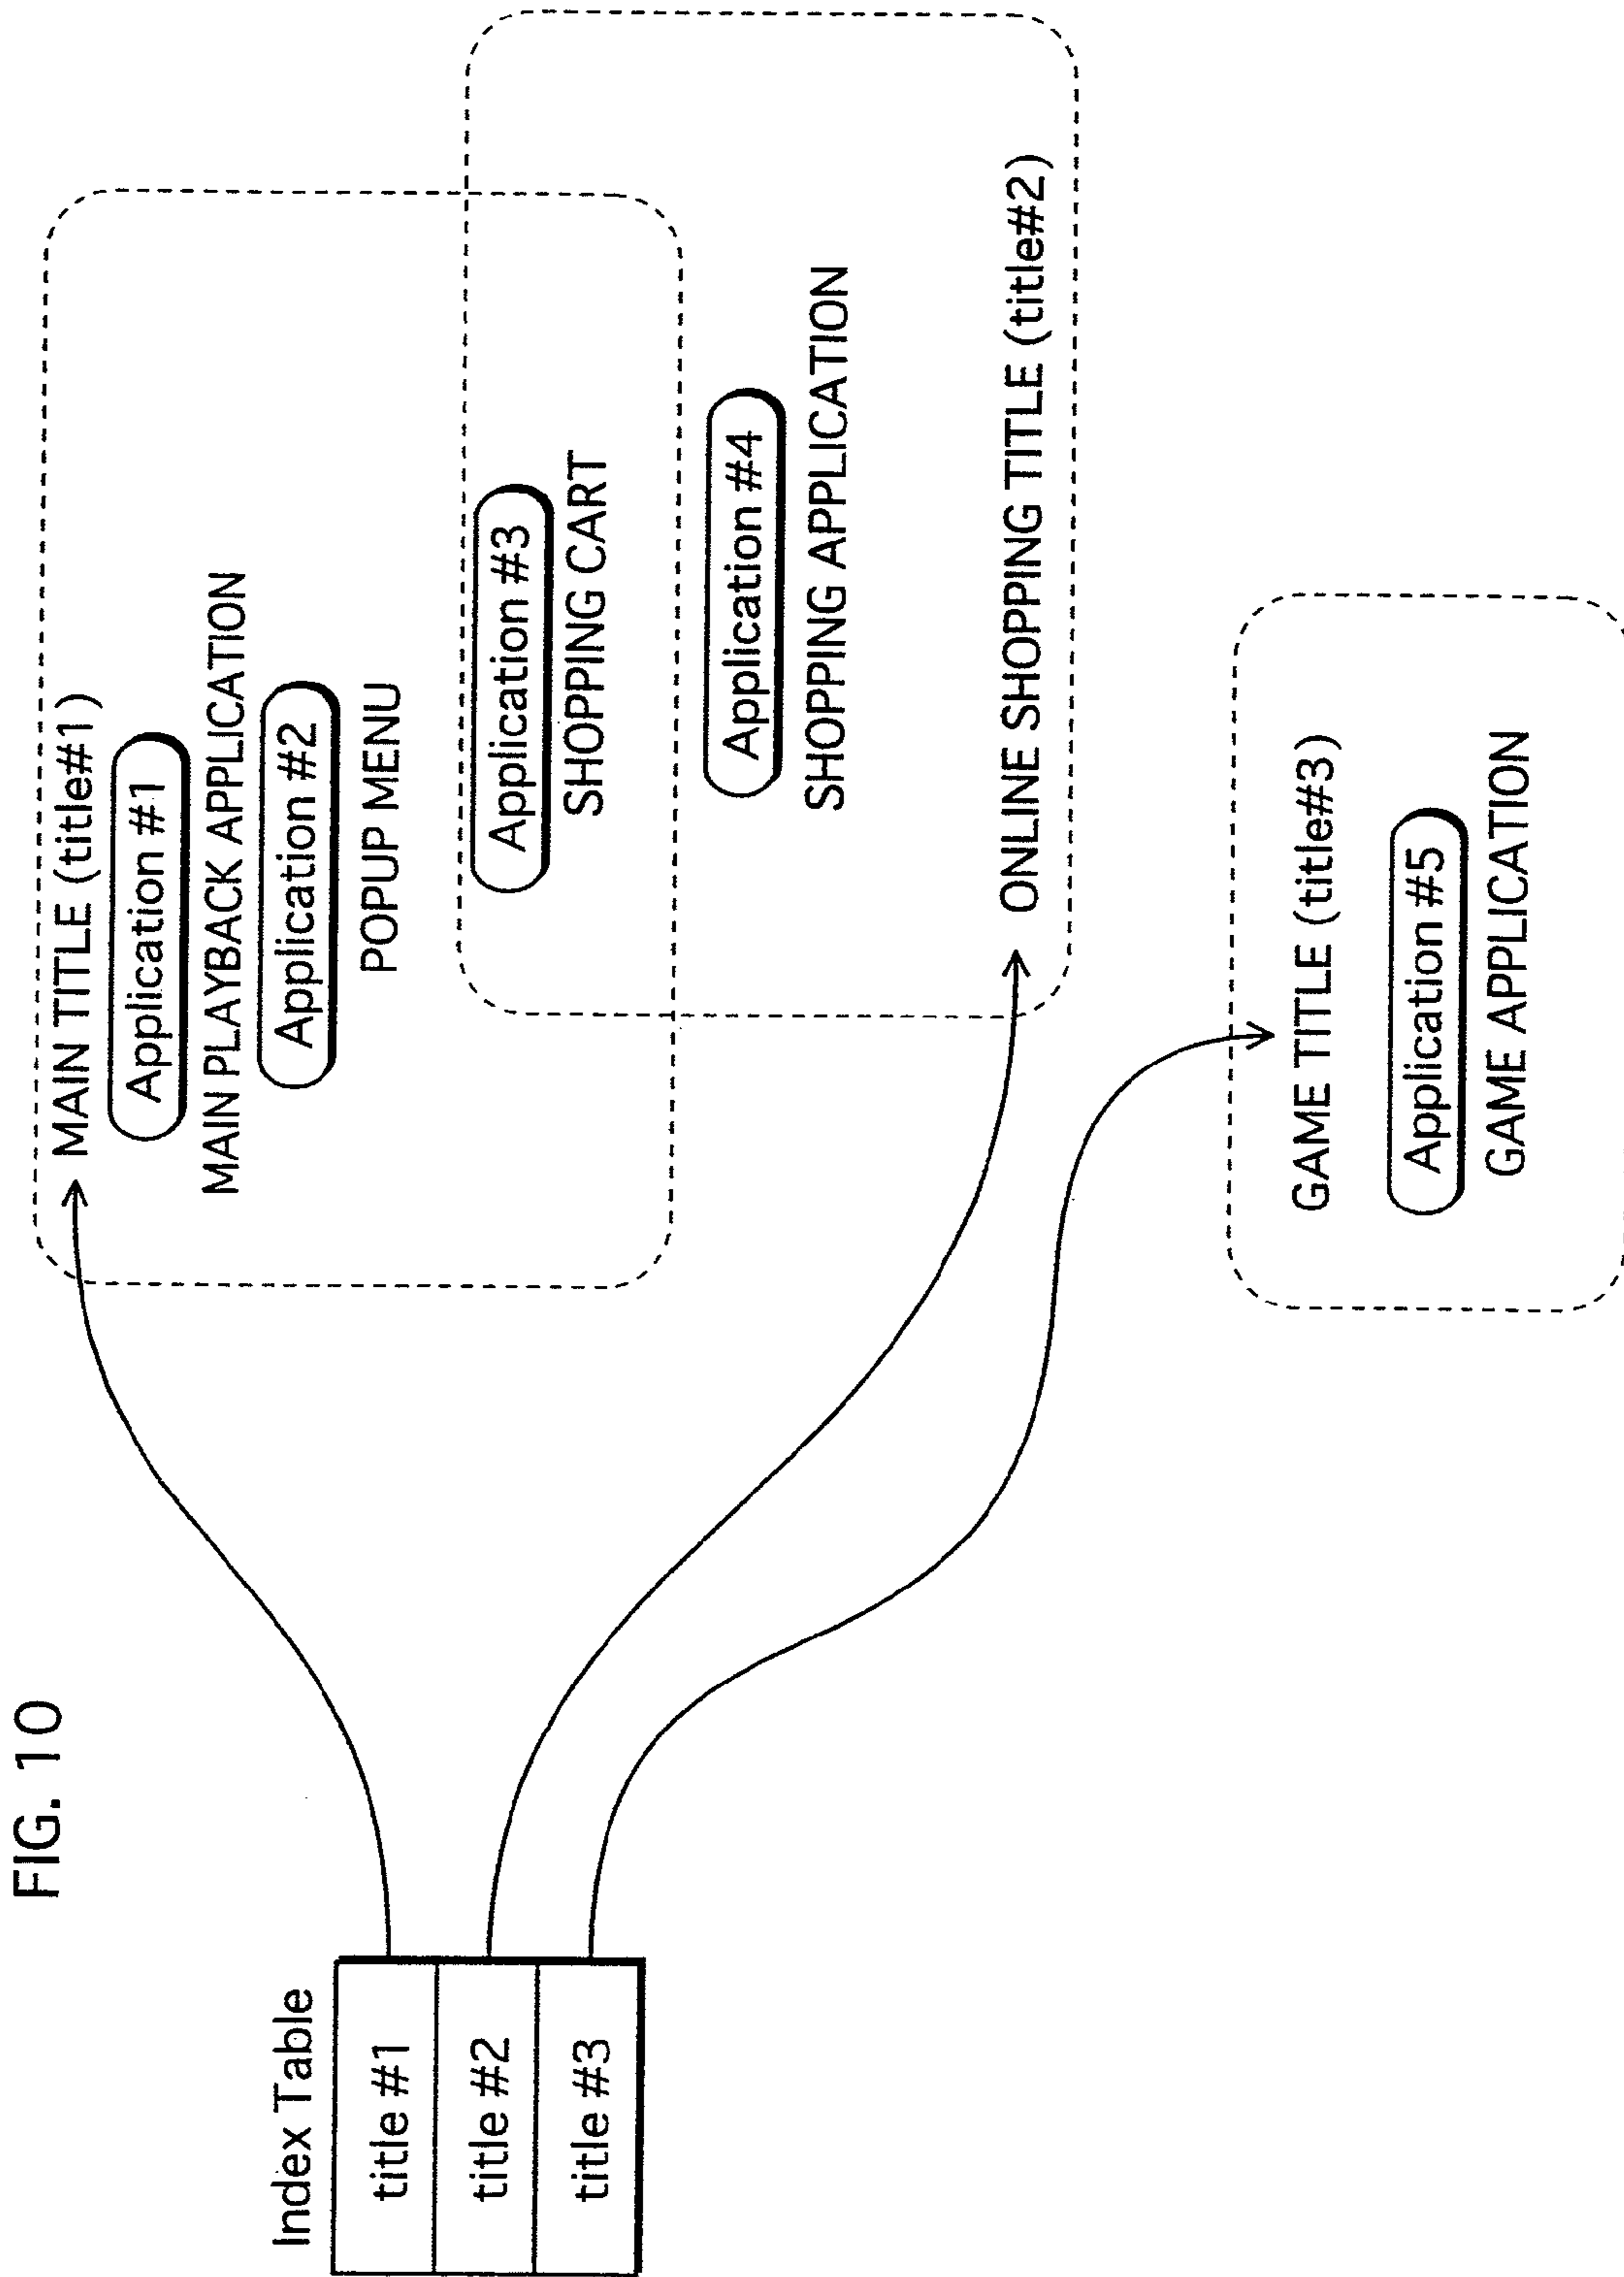 FIG. 10
Index Table
title #1
title #2
title #3
MAIN TITLE (title#1)
Application #1
MAIN PLAYBACK APPLICATION
Application #2
POPUP MENU
Application #3
SHOPPING CART
Application #4
SHOPPING APPLICATION
ONLINE SHOPPING TITLE (title#2)
GAME TITLE (title#3)
Application #5
GAME APPLICATION